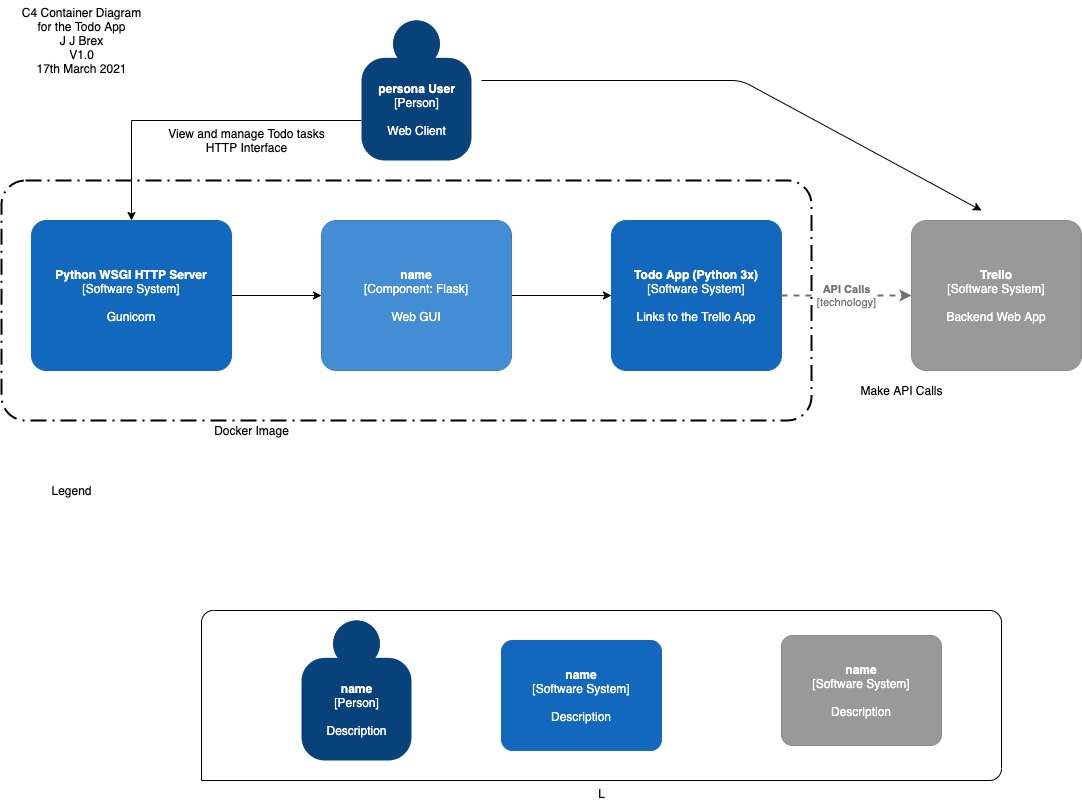 C4 Container Diagram
for the Todo App
J J Brex
V1.0
17th March 2021
persona User
[Person]
Web Client
View and manage Todo tasks
HTTP Interface
Python WSGI HTTP Server
[Software System]
Gunicorn
name
[Component: Flask]
Web GUI
Todo App (Python 3x)
[Software System]
Links to the Trello App
API Calls
[technology]
Trello
[Software System]
Backend Web App
Make API Calls
Docker Image
Legend
name
[Person]
Description
name
[Software System]
Description
name
[Software System]
Description
L